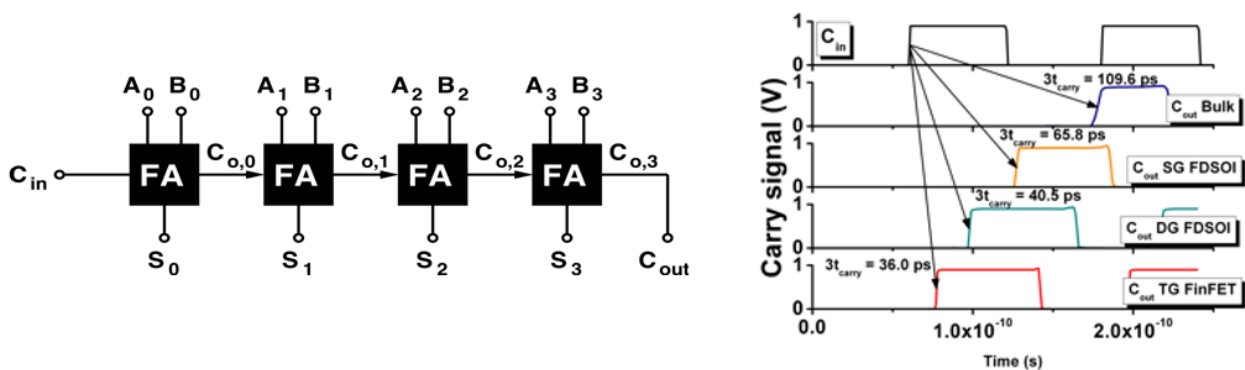 A0 B0 A1 B1 A2 B2 A3 B3
Cin FA Co,0 FA Co,1 FA Co,2 FA Co,3
S0 S1 S2 S3 Cout
Carry signal (V)
1
Cin
0
1
3tcarry = 109.6 ps
Cout Bulk
0
1
3tcarry = 65.8 ps
Cout SG FDSOI
0
1
3tcarry = 40.5 ps
Cout DG FDSOI
0
1
3tcarry = 36.0 ps
Cout TG FinFET
0
0.0 1.0x10^-10 2.0x10^-10
Time (s)